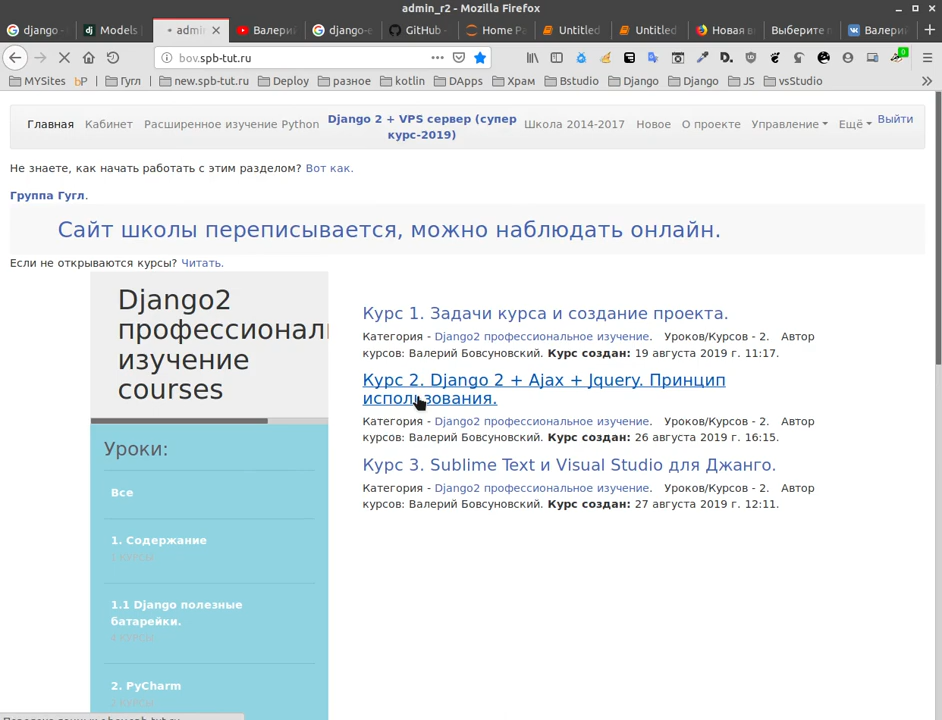 admin_r2 - Mozilla Firefox
django -
Models
admi
Валери
django-e
GitHub
Home Pa
Untitled
Untitled
Новая в
Выберите
Валери
bov.spb-tut.ru
0
MYSites
Гугл
new.spb-tut.ru
Deploy
разное
kotlin
DApps
Храм
Bstudio
Django
Django
JS
vsStudio
Главная
Кабинет
Расширенное изучение Python
Django 2 + VPS сервер (супер
курс-2019)
Школа 2014-2017
Новое
О проекте
Управление
Ещё
Выйти
Не знаете, как начать работать с этим разделом? Вот как.
Группа Гугл.
Сайт школы переписывается, можно наблюдать онлайн.
Если не открываются курсы? Читать.
Django2
профессионал
изучение
courses
Уроки:
Все
1. Содержание
1.1 Django полезные
батарейки.
2. PyCharm
Курс 1. Задачи курса и создание проекта.
Категория - Django2 профессиональное изучение. Уроков/Курсов - 2. Автор
курсов: Валерий Бовсуновский. Курс создан: 19 августа 2019 г. 11:17.
Курс 2. Django 2 + Ajax + Jquery. Принцип
использования.
Категория - Django2 профессиональное изучение. Уроков/Курсов - 2. Автор
курсов: Валерий Бовсуновский. Курс создан: 26 августа 2019 г. 16:15.
Курс 3. Sublime Text и Visual Studio для Джанго.
Категория - Django2 профессиональное изучение. Уроков/Курсов - 2. Автор
курсов: Валерий Бовсуновский. Курс создан: 27 августа 2019 г. 12:11.